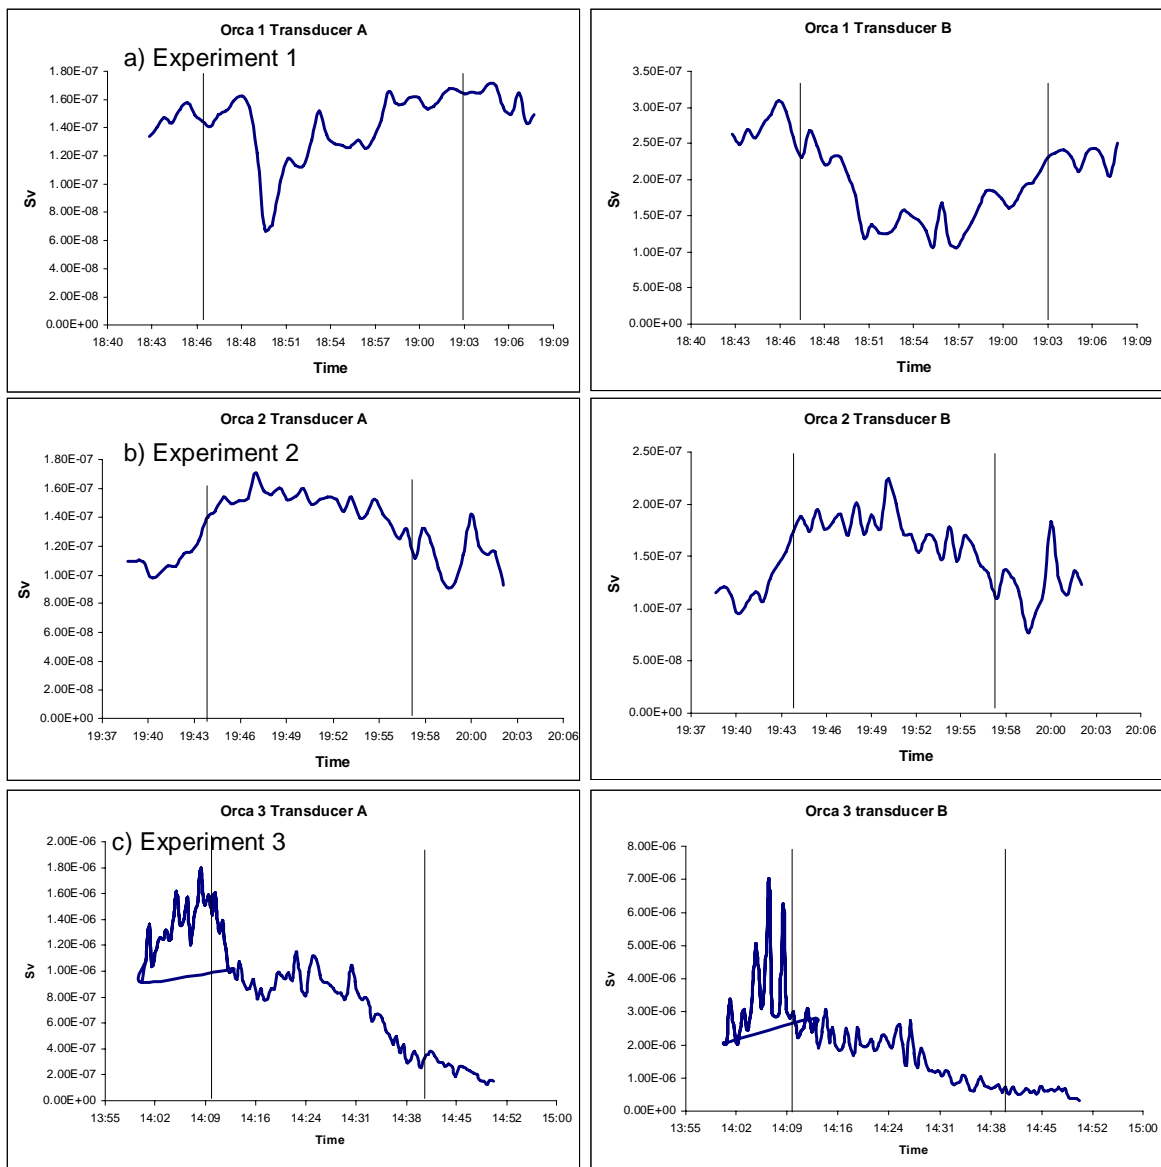 Orca 1 Transducer A
a) Experiment 1
1.80E-07
1.60E-07
1.40E-07
1.20E-07
1.00E-07
8.00E-08
6.00E-08
4.00E-08
2.00E-08
0.00E+00
Sv
18:40 18:43 18:46 18:48 18:51 18:54 18:57 19:00 19:03 19:06 19:09
Time
Orca 1 Transducer B
3.50E-07
3.00E-07
2.50E-07
2.00E-07
1.50E-07
1.00E-07
5.00E-08
0.00E+00
Sv
18:40 18:43 18:46 18:48 18:51 18:54 18:57 19:00 19:03 19:06 19:09
Time
Orca 2 Transducer A
b) Experiment 2
1.80E-07
1.60E-07
1.40E-07
1.20E-07
1.00E-07
8.00E-08
6.00E-08
4.00E-08
2.00E-08
0.00E+00
Sv
19:37 19:40 19:43 19:46 19:49 19:52 19:55 19:58 20:00 20:03 20:06
Time
Orca 2 Transducer B
2.50E-07
2.00E-07
1.50E-07
1.00E-07
5.00E-08
0.00E+00
Sv
19:37 19:40 19:43 19:46 19:49 19:52 19:55 19:58 20:00 20:03 20:06
Time
Orca 3 Transducer A
c) Experiment 3
2.00E-06
1.80E-06
1.60E-06
1.40E-06
1.20E-06
1.00E-06
8.00E-07
6.00E-07
4.00E-07
2.00E-07
0.00E+00
Sv
13:55 14:02 14:09 14:16 14:24 14:31 14:38 14:45 14:52 15:00
Time
Orca 3 transducer B
8.00E-06
7.00E-06
6.00E-06
5.00E-06
4.00E-06
3.00E-06
2.00E-06
1.00E-06
0.00E+00
Sv
13:55 14:02 14:09 14:16 14:24 14:31 14:38 14:45 14:52 15:00
Time